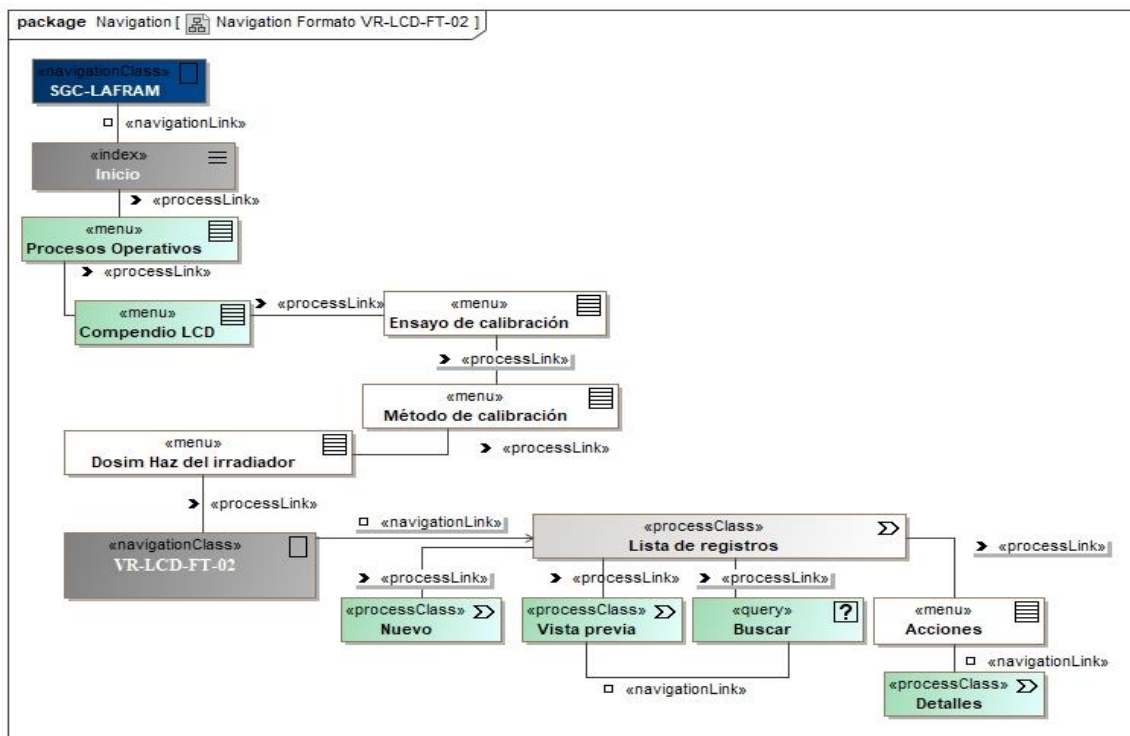 package Navigation [ Navigation Formato VR-LCD-FT-02 ]
«navigationClass»
SGC-LAFRAM
«navigationLink»
«index»
Inicio
«processLink»
«menu»
Procesos Operativos
«processLink»
«menu»
Compendio LCD
«processLink»
«menu»
Ensayo de calibración
«processLink»
«menu»
Método de calibración
«processLink»
«menu»
Dosim Haz del irradiador
«processLink»
«navigationClass»
VR-LCD-FT-02
«navigationLink»
«processClass»
Lista de registros
«processLink»
«processLink»
«processLink»
«processLink»
«processClass»
Nuevo
«processClass»
Vista previa
«query»
?
Buscar
«menu»
Acciones
«navigationLink»
«navigationLink»
«processClass»
Detalles